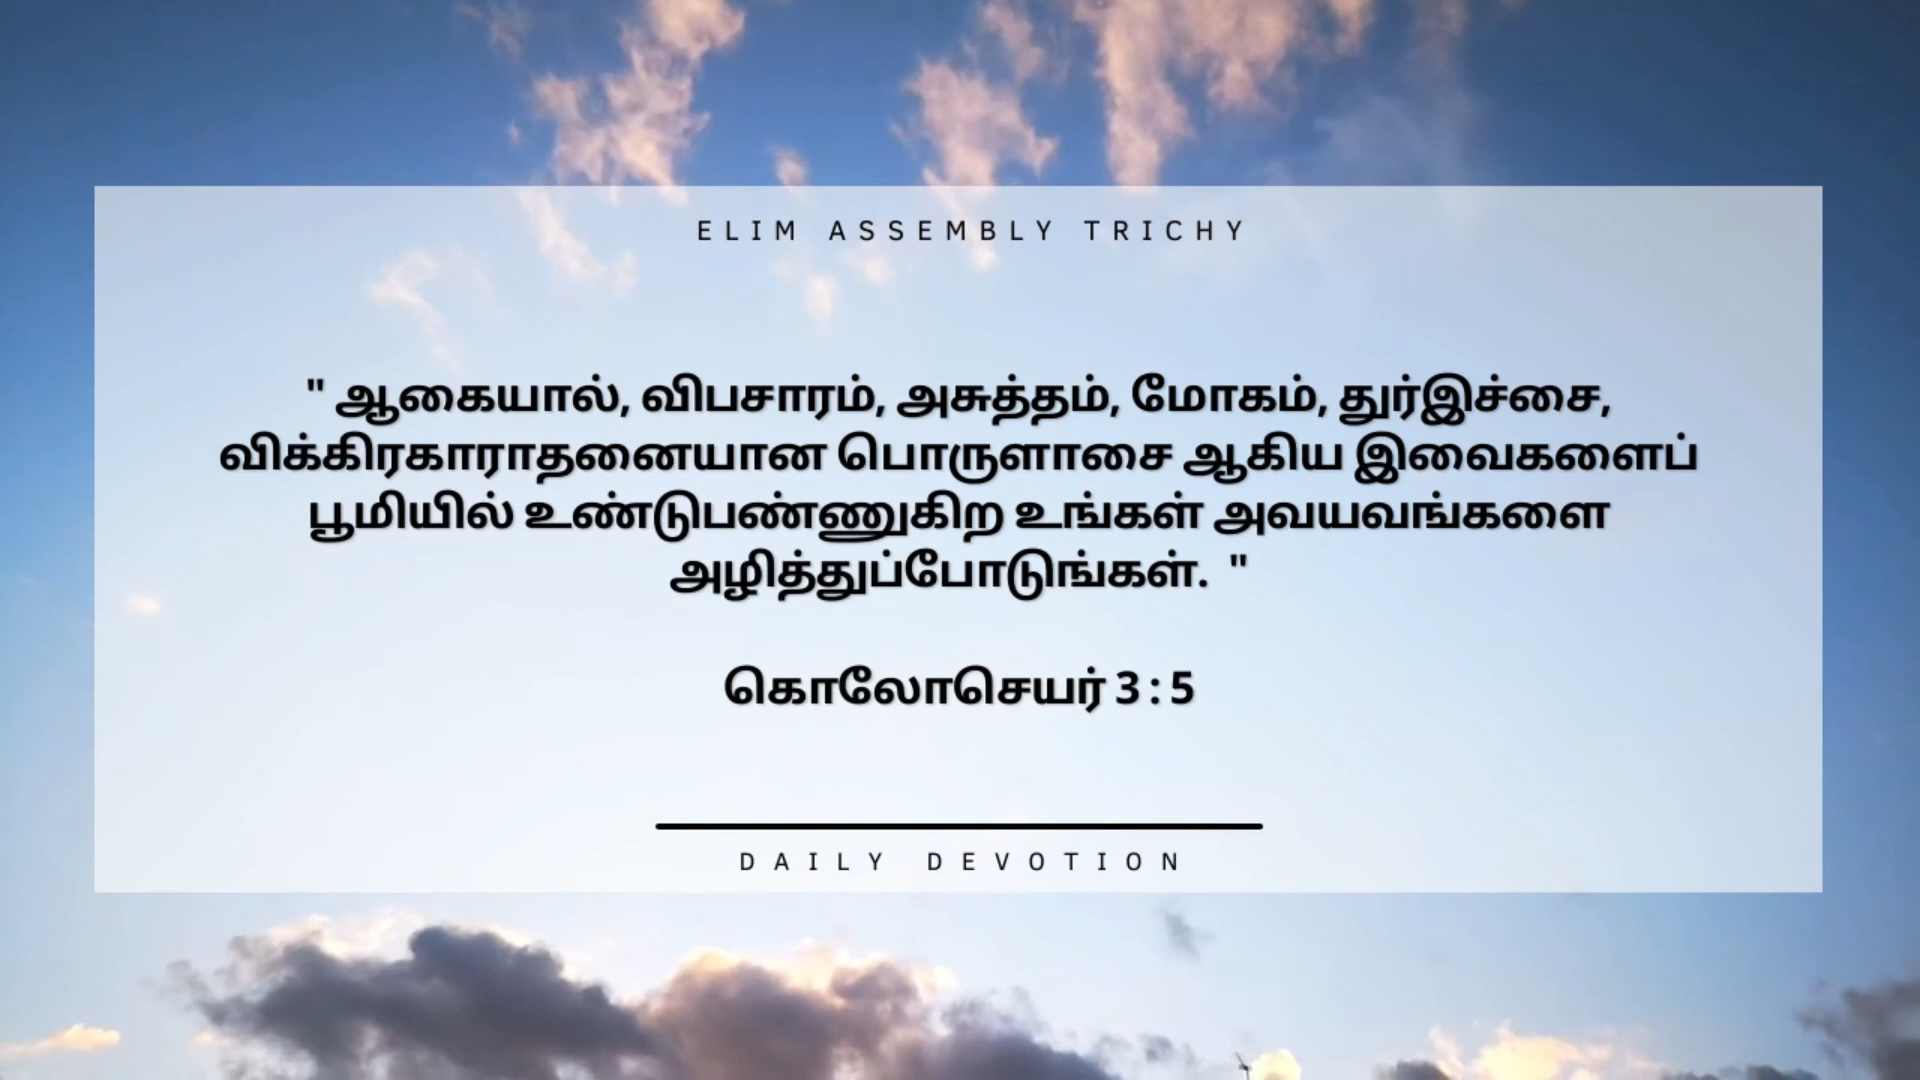 ELIM ASSEMBLY TRICHY
" ஆகையால், விபசாரம், அசுத்தம், மோகம், துர்இச்சை,
விக்கிரகாராதனையான பொருளாசை ஆகிய இவைகளைப்
பூமியில் உண்டுபண்ணுகிற உங்கள் அவயவங்களை
அழித்துப்போடுங்கள். "
கொலோசெயர் 3 : 5
DAILY DEVOTION